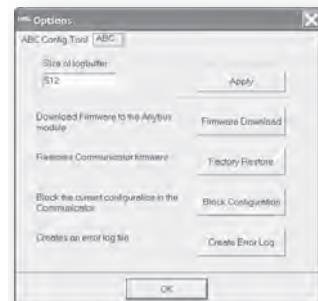 Options
ABC Config Tool ABC
Size of logbuffer
512
Apply
Download Firmware to the Anybus
module
Firmware Download
Restores Communicator firmware
Factory Restore
Block the current configuration in the
Communicator
Block Configuration
Creates an error log file
Create Error Log
OK